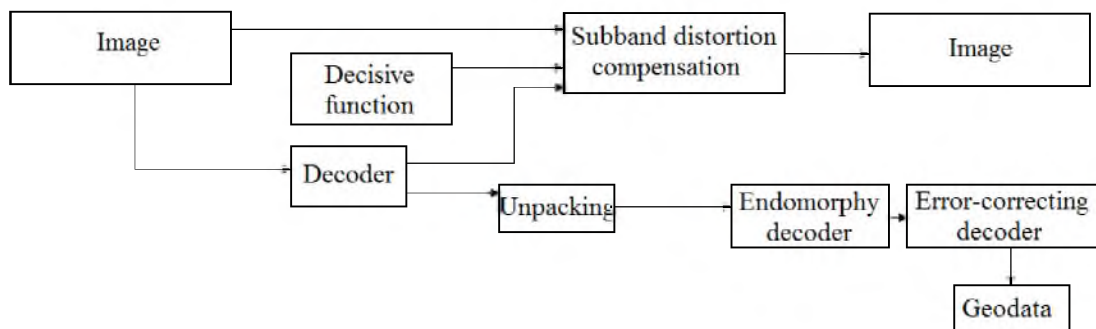 Image
Subband distortion
compensation
Image
Decisive
function
Decoder
Unpacking
Endomorphy
decoder
Error-correcting
decoder
Geodata